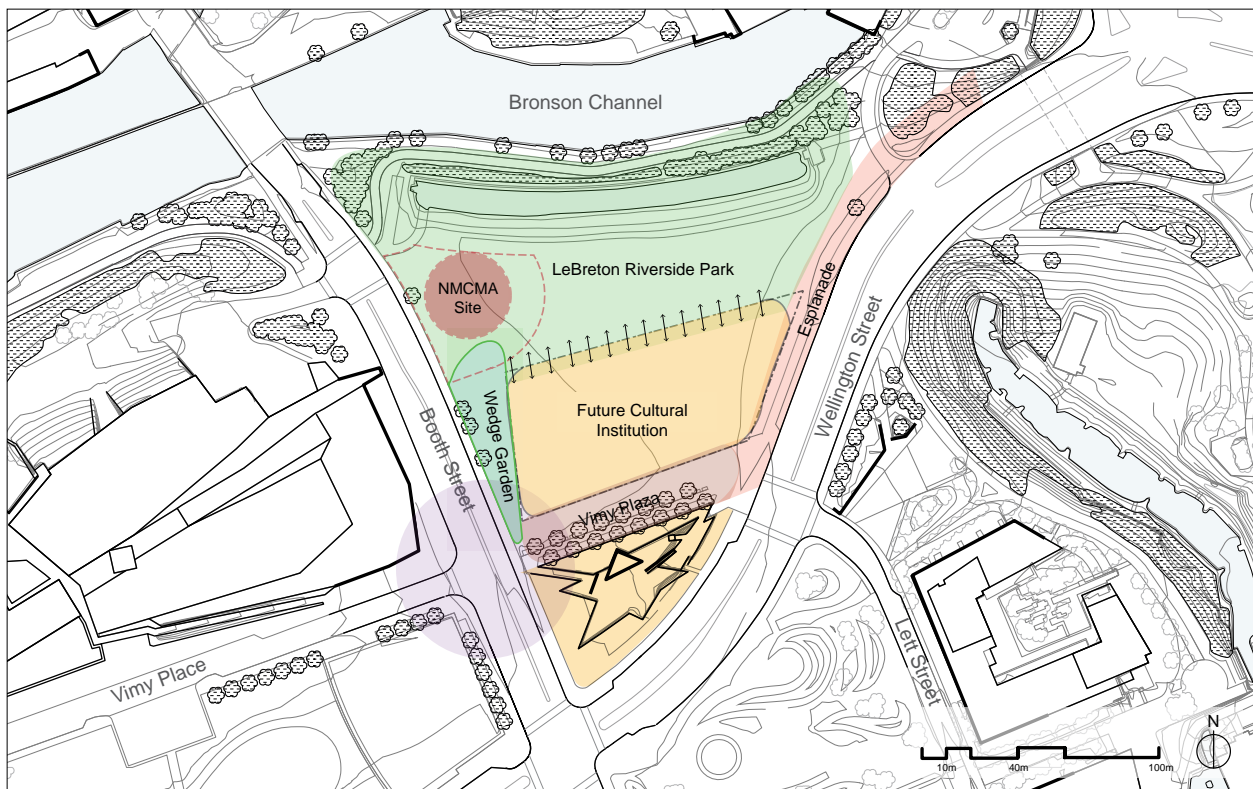 Bronson Channel
LeBreton Riverside Park
NMCMA
Site
Esplanade
Wellington Street
Future Cultural
Institution
Wedge Garden
Booth Street
Vimy Plaza
Vimy Place
Lett Street
N
10m
40m
100m